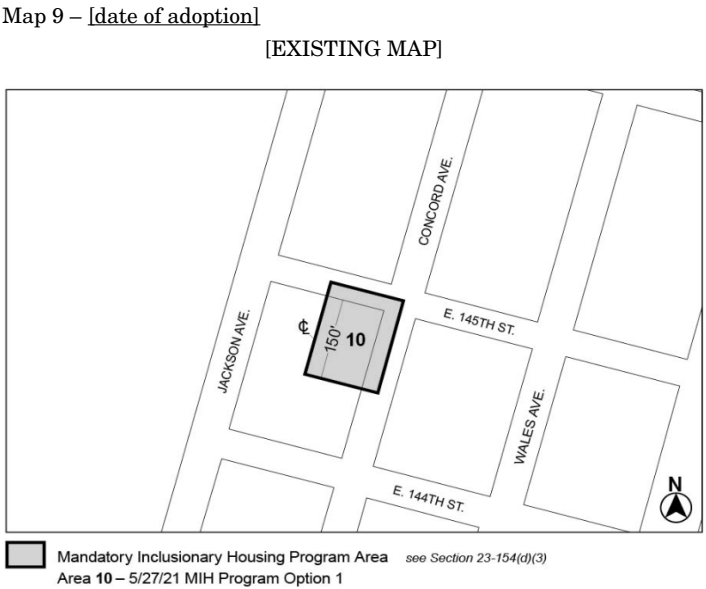 Map 9 – [date of adoption]
[EXISTING MAP]
CONCORD AVE.
E. 145TH ST.
JACKSON AVE.
℄
150'
10
WALES AVE.
E. 144TH ST.
N
Mandatory Inclusionary Housing Program Area see Section 23-154(d)(3)
Area 10 – 5/27/21 MIH Program Option 1